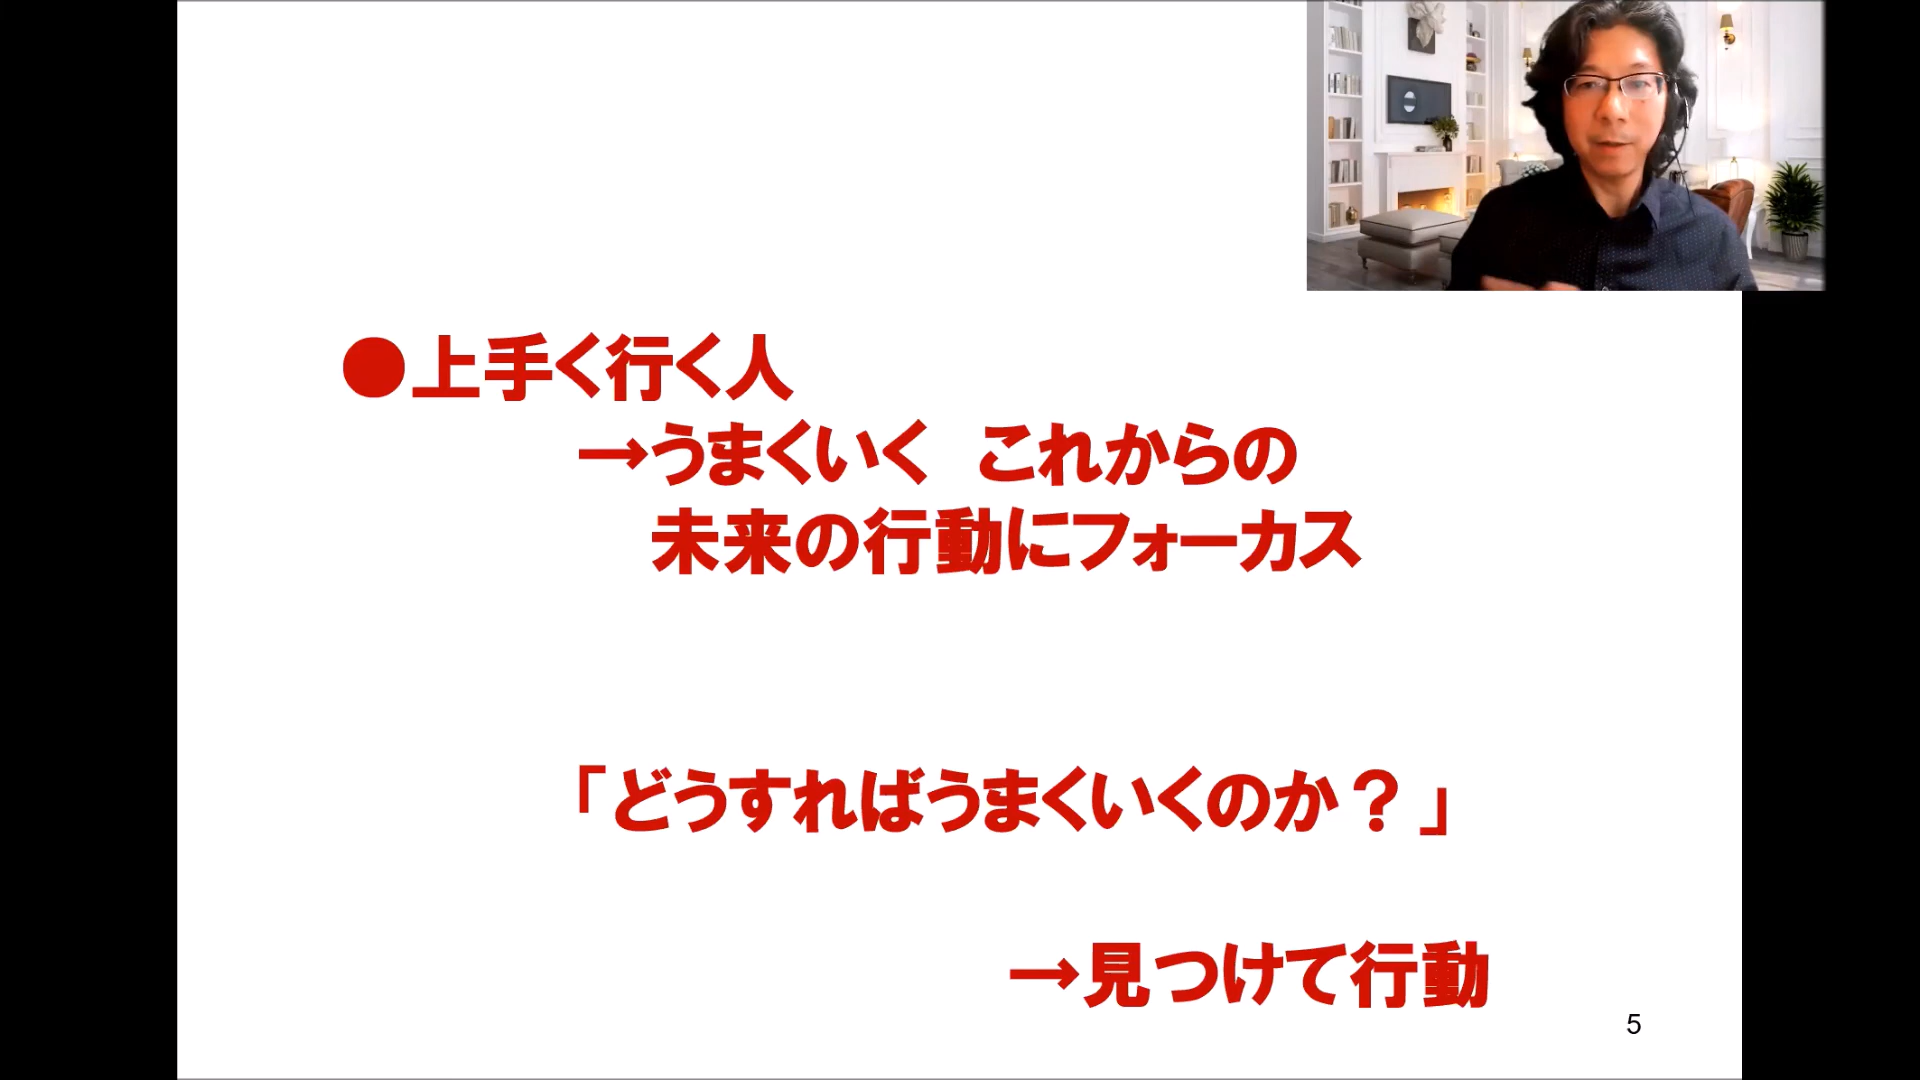 ●上手く行く人
→うまくいく　これからの
未来の行動にフォーカス
「どうすればうまくいくのか？」
→見つけて行動
5